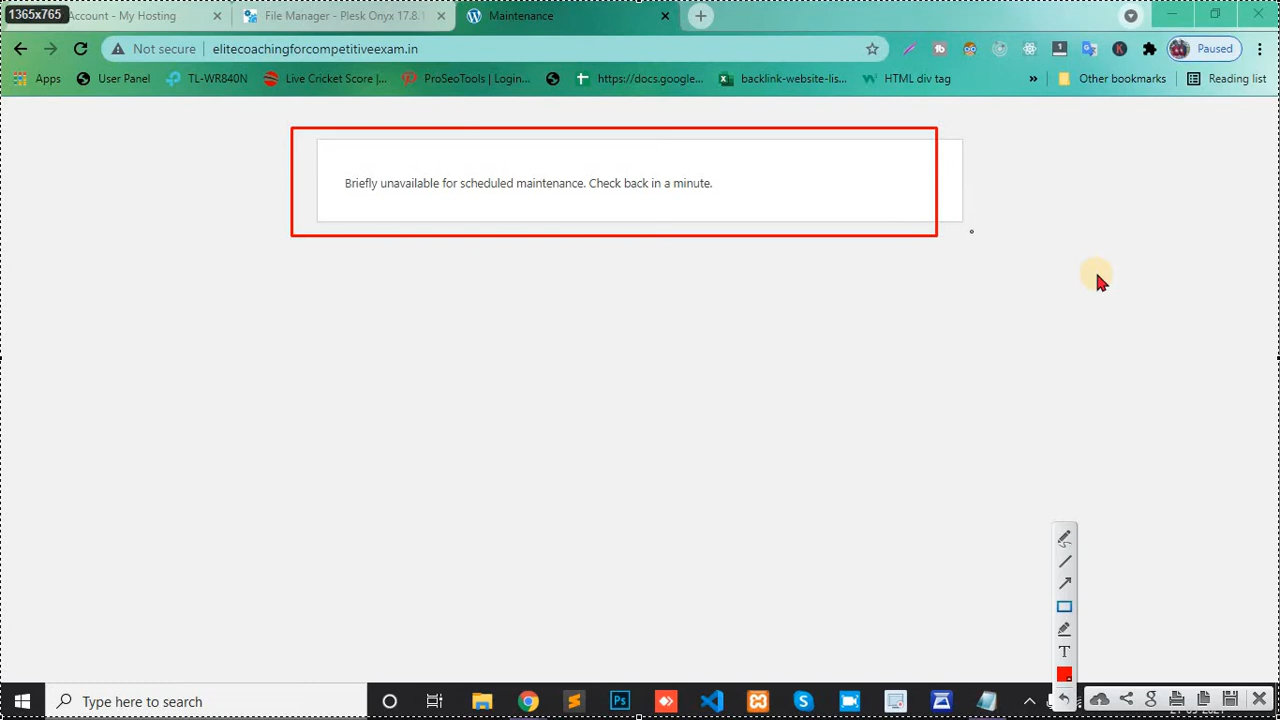 1365x765
Account - My Hosting
File Manager - Plesk Onyx 17.8.1
Maintenance
Not secure
elitecoachingforcompetitiveexam.in
Paused
Apps
User Panel
TL-WR840N
Live Cricket Score |...
ProSeoTools | Login...
https://docs.google...
backlink-website-lis...
HTML div tag
»
Other bookmarks
Reading list
Briefly unavailable for scheduled maintenance. Check back in a minute.
T
Type here to search